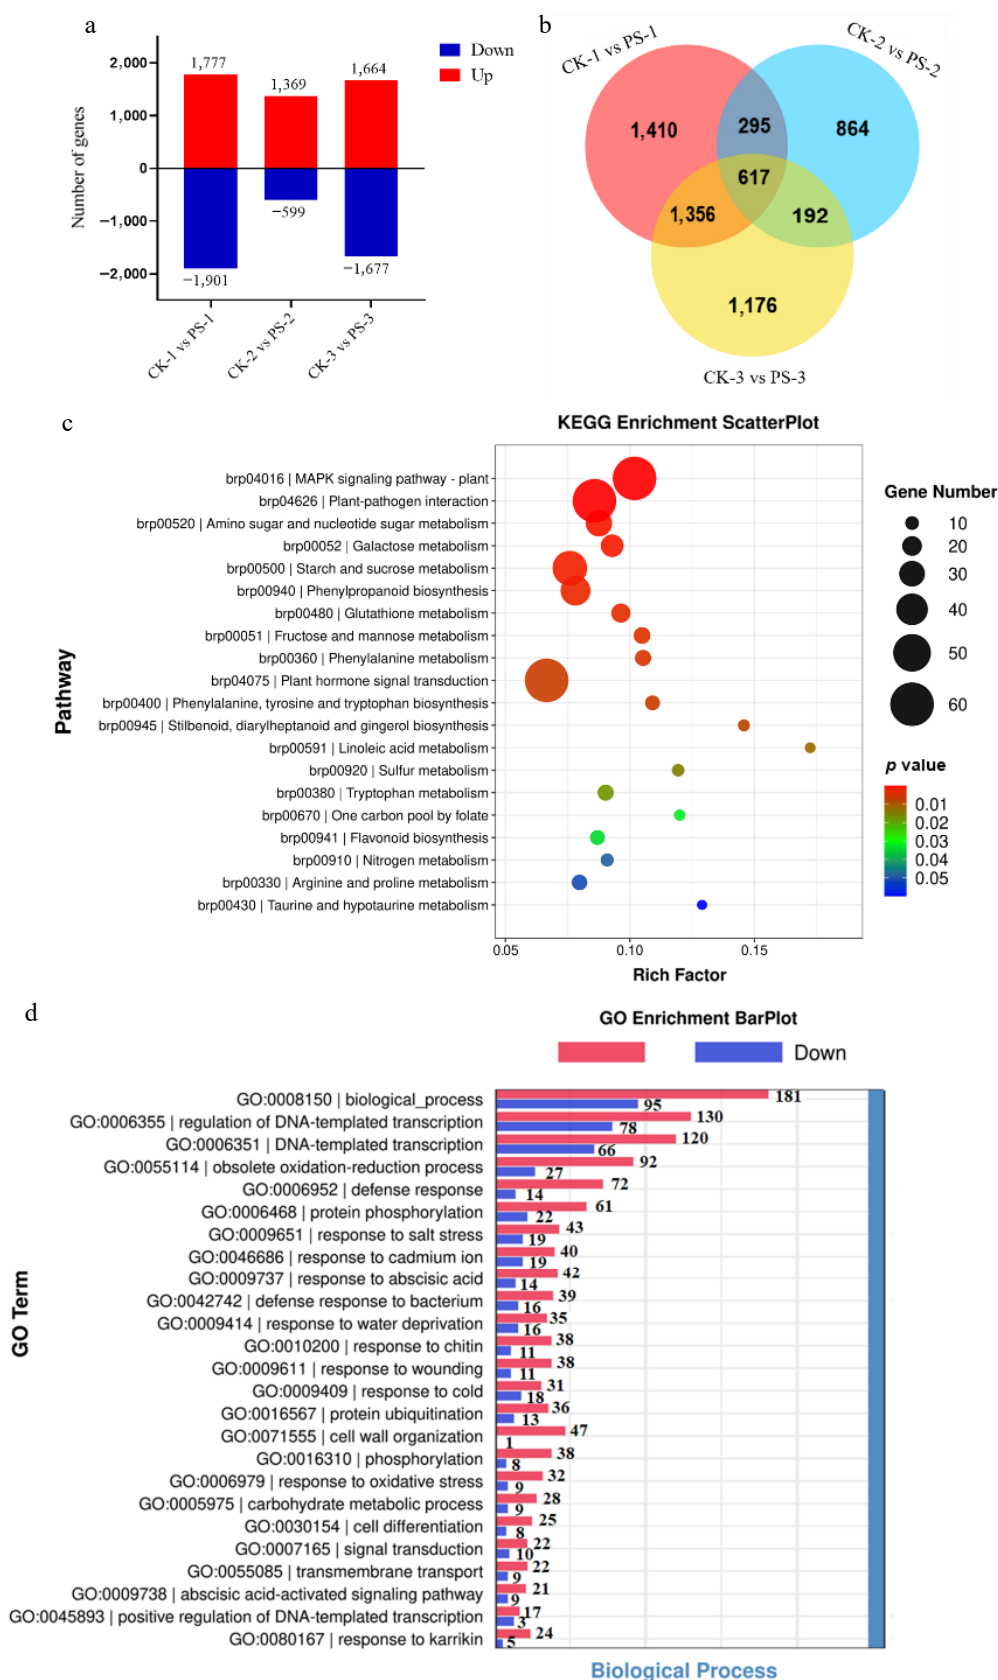 a
Down
Up
Number of genes
2,000
1,000
0
−1,000
−2,000
1,777
1,369
1,664
−1,901
−599
−1,677
CK-1 vs PS-1
CK-2 vs PS-2
CK-3 vs PS-3
b
CK-1 vs PS-1
CK-2 vs PS-2
1,410
295
864
617
1,356
192
1,176
CK-3 vs PS-3
c
KEGG Enrichment ScatterPlot
Pathway
brp04016 | MAPK signaling pathway - plant
brp04626 | Plant-pathogen interaction
brp00520 | Amino sugar and nucleotide sugar metabolism
brp00052 | Galactose metabolism
brp00500 | Starch and sucrose metabolism
brp00940 | Phenylpropanoid biosynthesis
brp00480 | Glutathione metabolism
brp00051 | Fructose and mannose metabolism
brp00360 | Phenylalanine metabolism
brp04075 | Plant hormone signal transduction
brp00400 | Phenylalanine, tyrosine and tryptophan biosynthesis
brp00945 | Stilbenoid, diarylheptanoid and gingerol biosynthesis
brp00591 | Linoleic acid metabolism
brp00920 | Sulfur metabolism
brp00380 | Tryptophan metabolism
brp00670 | One carbon pool by folate
brp00941 | Flavonoid biosynthesis
brp00910 | Nitrogen metabolism
brp00330 | Arginine and proline metabolism
brp00430 | Taurine and hypotaurine metabolism
0.05 0.10 0.15
Rich Factor
Gene Number
10
20
30
40
50
60
p value
0.01
0.02
0.03
0.04
0.05
d
GO Enrichment BarPlot
Down
GO Term
GO:0008150 | biological_process 181 95
GO:0006355 | regulation of DNA-templated transcription 130 78
GO:0006351 | DNA-templated transcription 120 66
GO:0055114 | obsolete oxidation-reduction process 92 27
GO:0006952 | defense response 72 14
GO:0006468 | protein phosphorylation 61 22
GO:0009651 | response to salt stress 43 19
GO:0046686 | response to cadmium ion 40 19
GO:0009737 | response to abscisic acid 42 14
GO:0042742 | defense response to bacterium 39 16
GO:0009414 | response to water deprivation 35 16
GO:0010200 | response to chitin 38 11
GO:0009611 | response to wounding 38 11
GO:0009409 | response to cold 31 18
GO:0016567 | protein ubiquitination 36 13
GO:0071555 | cell wall organization 47 1
GO:0016310 | phosphorylation 38 8
GO:0006979 | response to oxidative stress 32 9
GO:0005975 | carbohydrate metabolic process 28 9
GO:0030154 | cell differentiation 25 8
GO:0007165 | signal transduction 22 10
GO:0055085 | transmembrane transport 22 9
GO:0009738 | abscisic acid-activated signaling pathway 21 9
GO:0045893 | positive regulation of DNA-templated transcription 17 3
GO:0080167 | response to karrikin 24 5
Biological Process